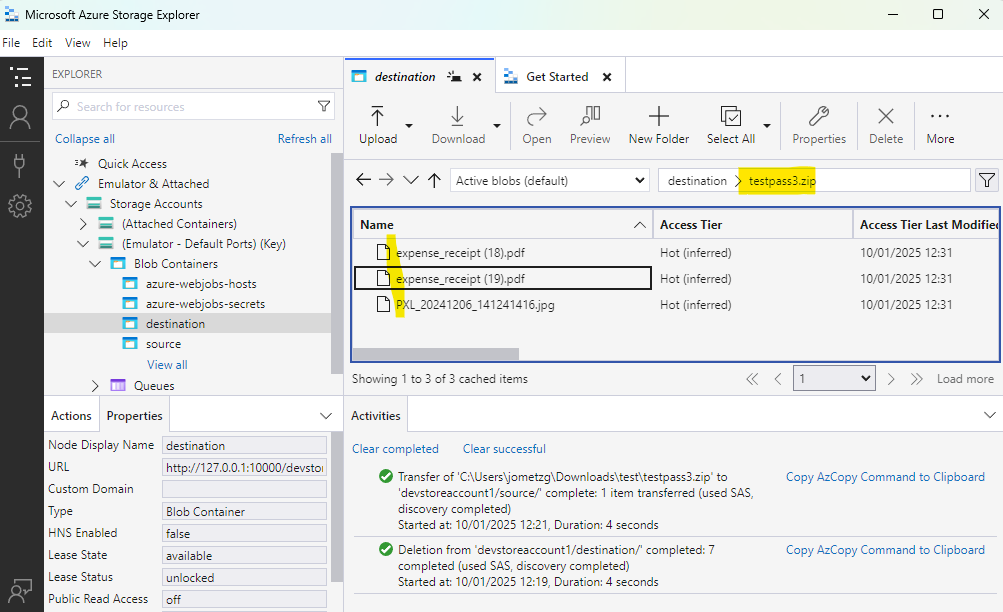 Microsoft Azure Storage Explorer
File Edit View Help
EXPLORER
Search for resources
Collapse all Refresh all
Quick Access
Emulator & Attached
Storage Accounts
(Attached Containers)
(Emulator - Default Ports) (Key)
Blob Containers
azure-webjobs-hosts
azure-webjobs-secrets
destination
source
View all
Queues
Actions Properties
Node Display Name destination
URL http://127.0.0.1:10000/devstor
Custom Domain
Type Blob Container
HNS Enabled false
Lease State available
Lease Status unlocked
Public Read Access off
destination Get Started
Upload Download Open Preview New Folder Select All Properties Delete More
Active blobs (default) destination testpass3.zip
Name Access Tier Access Tier Last Modified
expense_receipt (18).pdf Hot (inferred) 10/01/2025 12:31
expense_receipt (19).pdf Hot (inferred) 10/01/2025 12:31
PXL_20241206_141241416.jpg Hot (inferred) 10/01/2025 12:31
Showing 1 to 3 of 3 cached items 1 Load more
Activities
Clear completed Clear successful
Transfer of 'C:\Users\jometzg\Downloads\test\testpass3.zip' to Copy AzCopy Command to Clipboard
'devstoreaccount1/source/' complete: 1 item transferred (used SAS,
discovery completed)
Started at: 10/01/2025 12:21, Duration: 4 seconds
Deletion from 'devstoreaccount1/destination/' completed: 7 Copy AzCopy Command to Clipboard
completed (used SAS, discovery completed)
Started at: 10/01/2025 12:19, Duration: 4 seconds